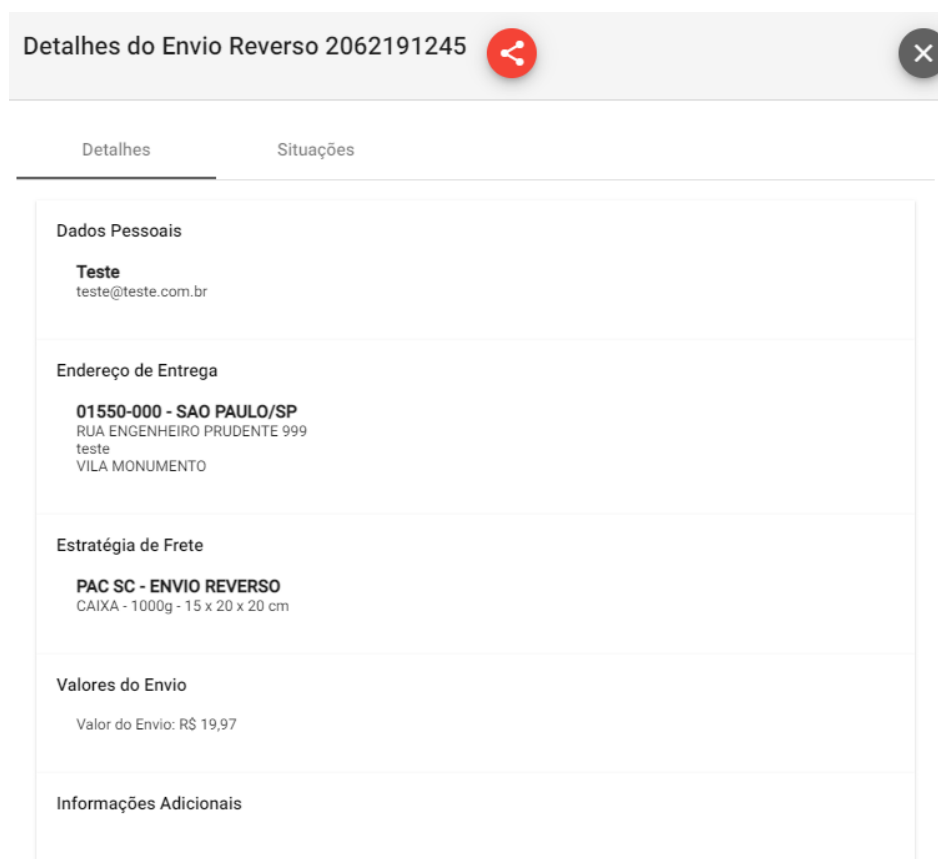 Detalhes do Envio Reverso 2062191245
Detalhes
Situações
Dados Pessoais
Teste
teste@teste.com.br
Endereço de Entrega
01550-000 - SAO PAULO/SP
RUA ENGENHEIRO PRUDENTE 999
teste
VILA MONUMENTO
Estratégia de Frete
PAC SC - ENVIO REVERSO
CAIXA - 1000g - 15 x 20 x 20 cm
Valores do Envio
Valor do Envio: R$ 19,97
Informações Adicionais